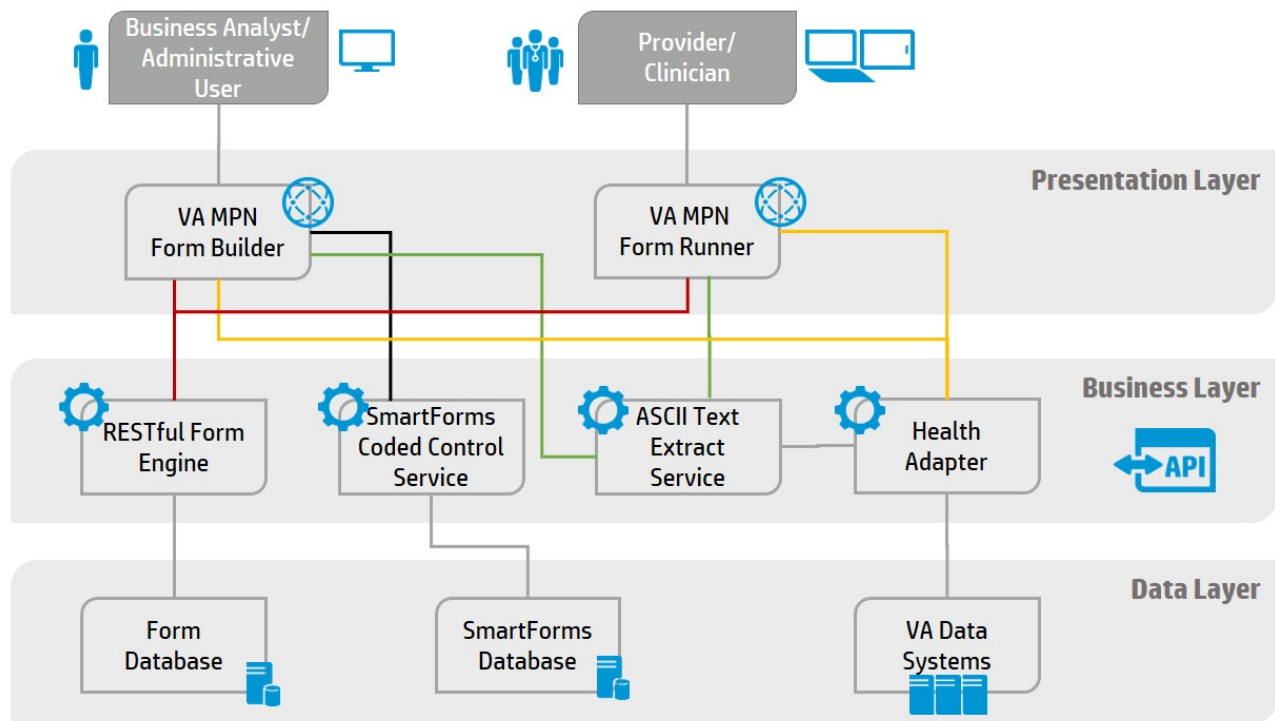 Business Analyst/
Administrative
User
Provider/
Clinician
Presentation Layer
VA MPN
Form Builder
VA MPN
Form Runner
Business Layer
RESTful Form
Engine
SmartForms
Coded Control
Service
ASCII Text
Extract
Service
Health
Adapter
API
Data Layer
Form
Database
SmartForms
Database
VA Data
Systems